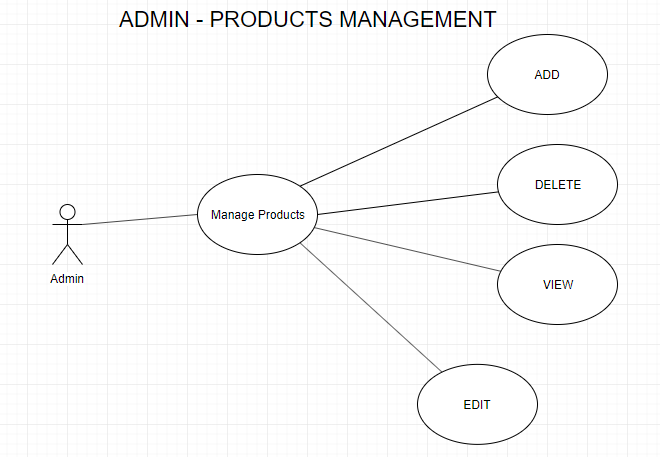 ADMIN - PRODUCTS MANAGEMENT
ADD
DELETE
Manage Products
Admin
VIEW
EDIT